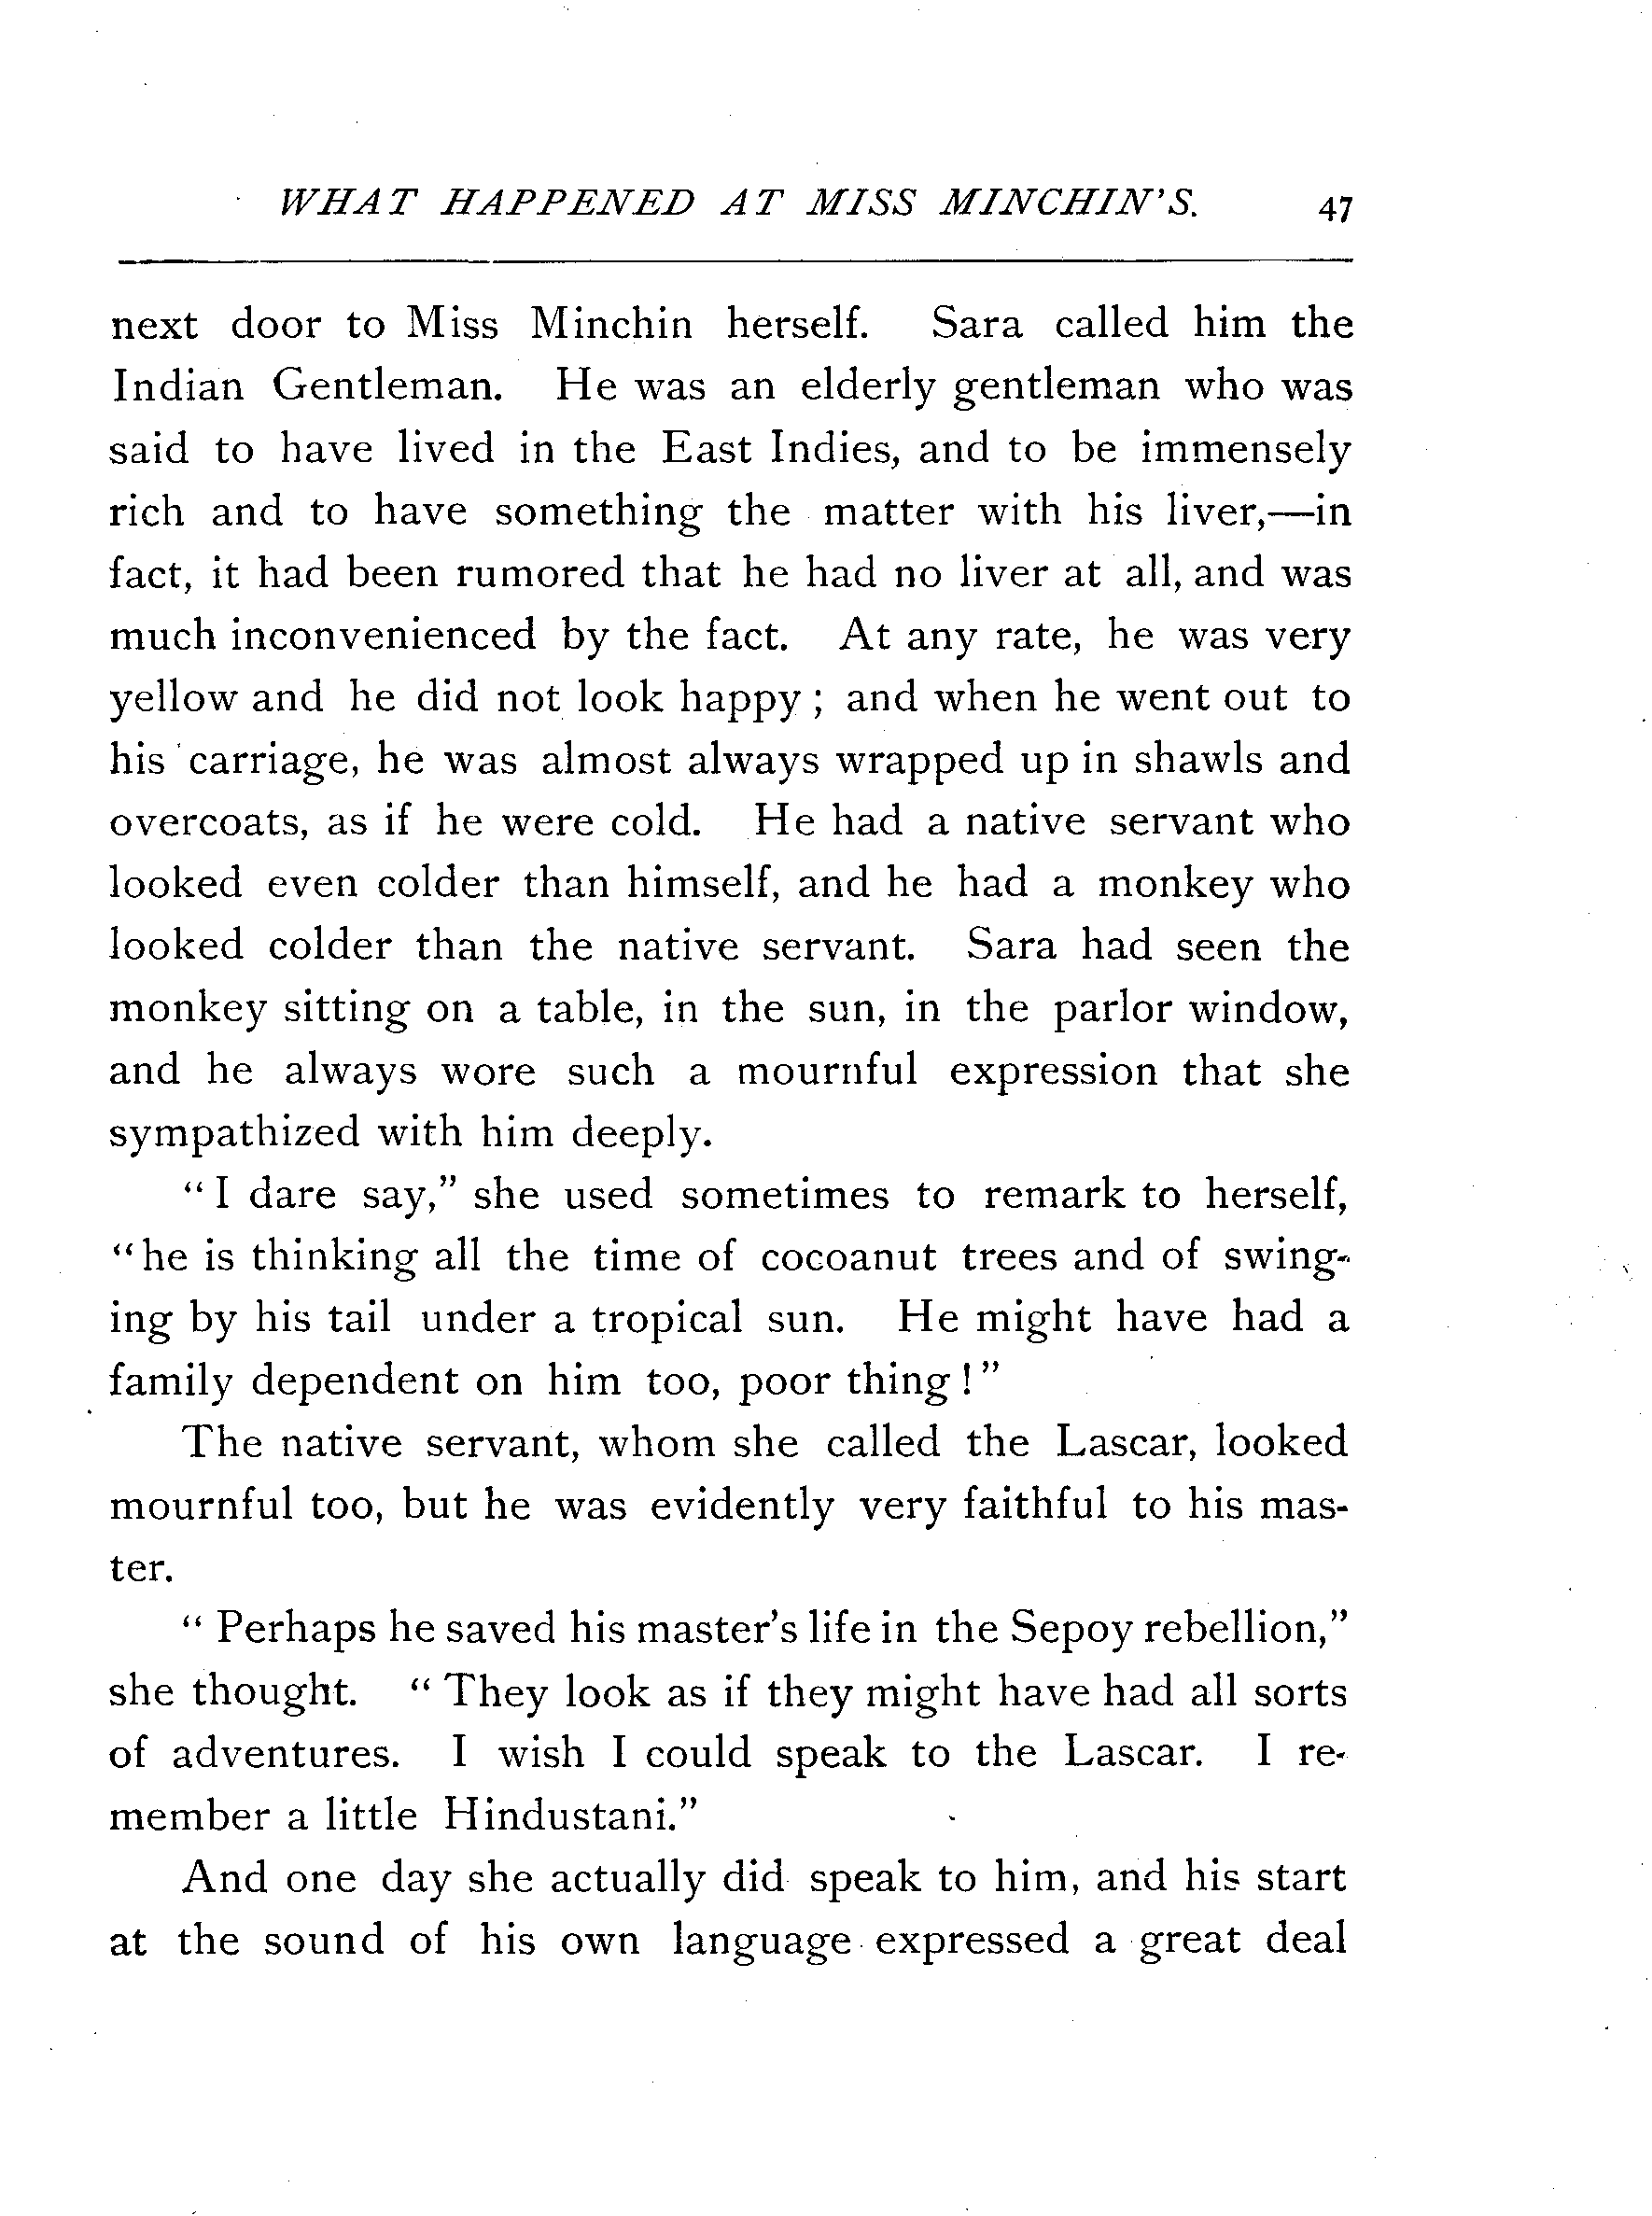 WHAT HAPPENED AT MISS MINCHIN'S. 47
next door to Miss Minchin herself. Sara called him the
Indian Gentleman. He was an elderly gentleman who was
said to have lived in the East Indies, and to be immensely
rich and to have something the matter with his liver,—in
fact, it had been rumored that he had no liver at all, and was
much inconvenienced by the fact. At any rate, he was very
yellow and he did not look happy; and when he went out to
his carriage, he was almost always wrapped up in shawls and
overcoats, as if he were cold. He had a native servant who
looked even colder than himself, and he had a monkey who
looked colder than the native servant. Sara had seen the
monkey sitting on a table, in the sun, in the parlor window,
and he always wore such a mournful expression that she
sympathized with him deeply.
"I dare say," she used sometimes to remark to herself,
"he is thinking all the time of cocoanut trees and of swing-
ing by his tail under a tropical sun. He might have had a
family dependent on him too, poor thing!"
The native servant, whom she called the Lascar, looked
mournful too, but he was evidently very faithful to his mas-
ter.
"Perhaps he saved his master's life in the Sepoy rebellion,"
she thought. "They look as if they might have had all sorts
of adventures. I wish I could speak to the Lascar. I re-
member a little Hindustani."
And one day she actually did speak to him, and his start
at the sound of his own language expressed a great deal